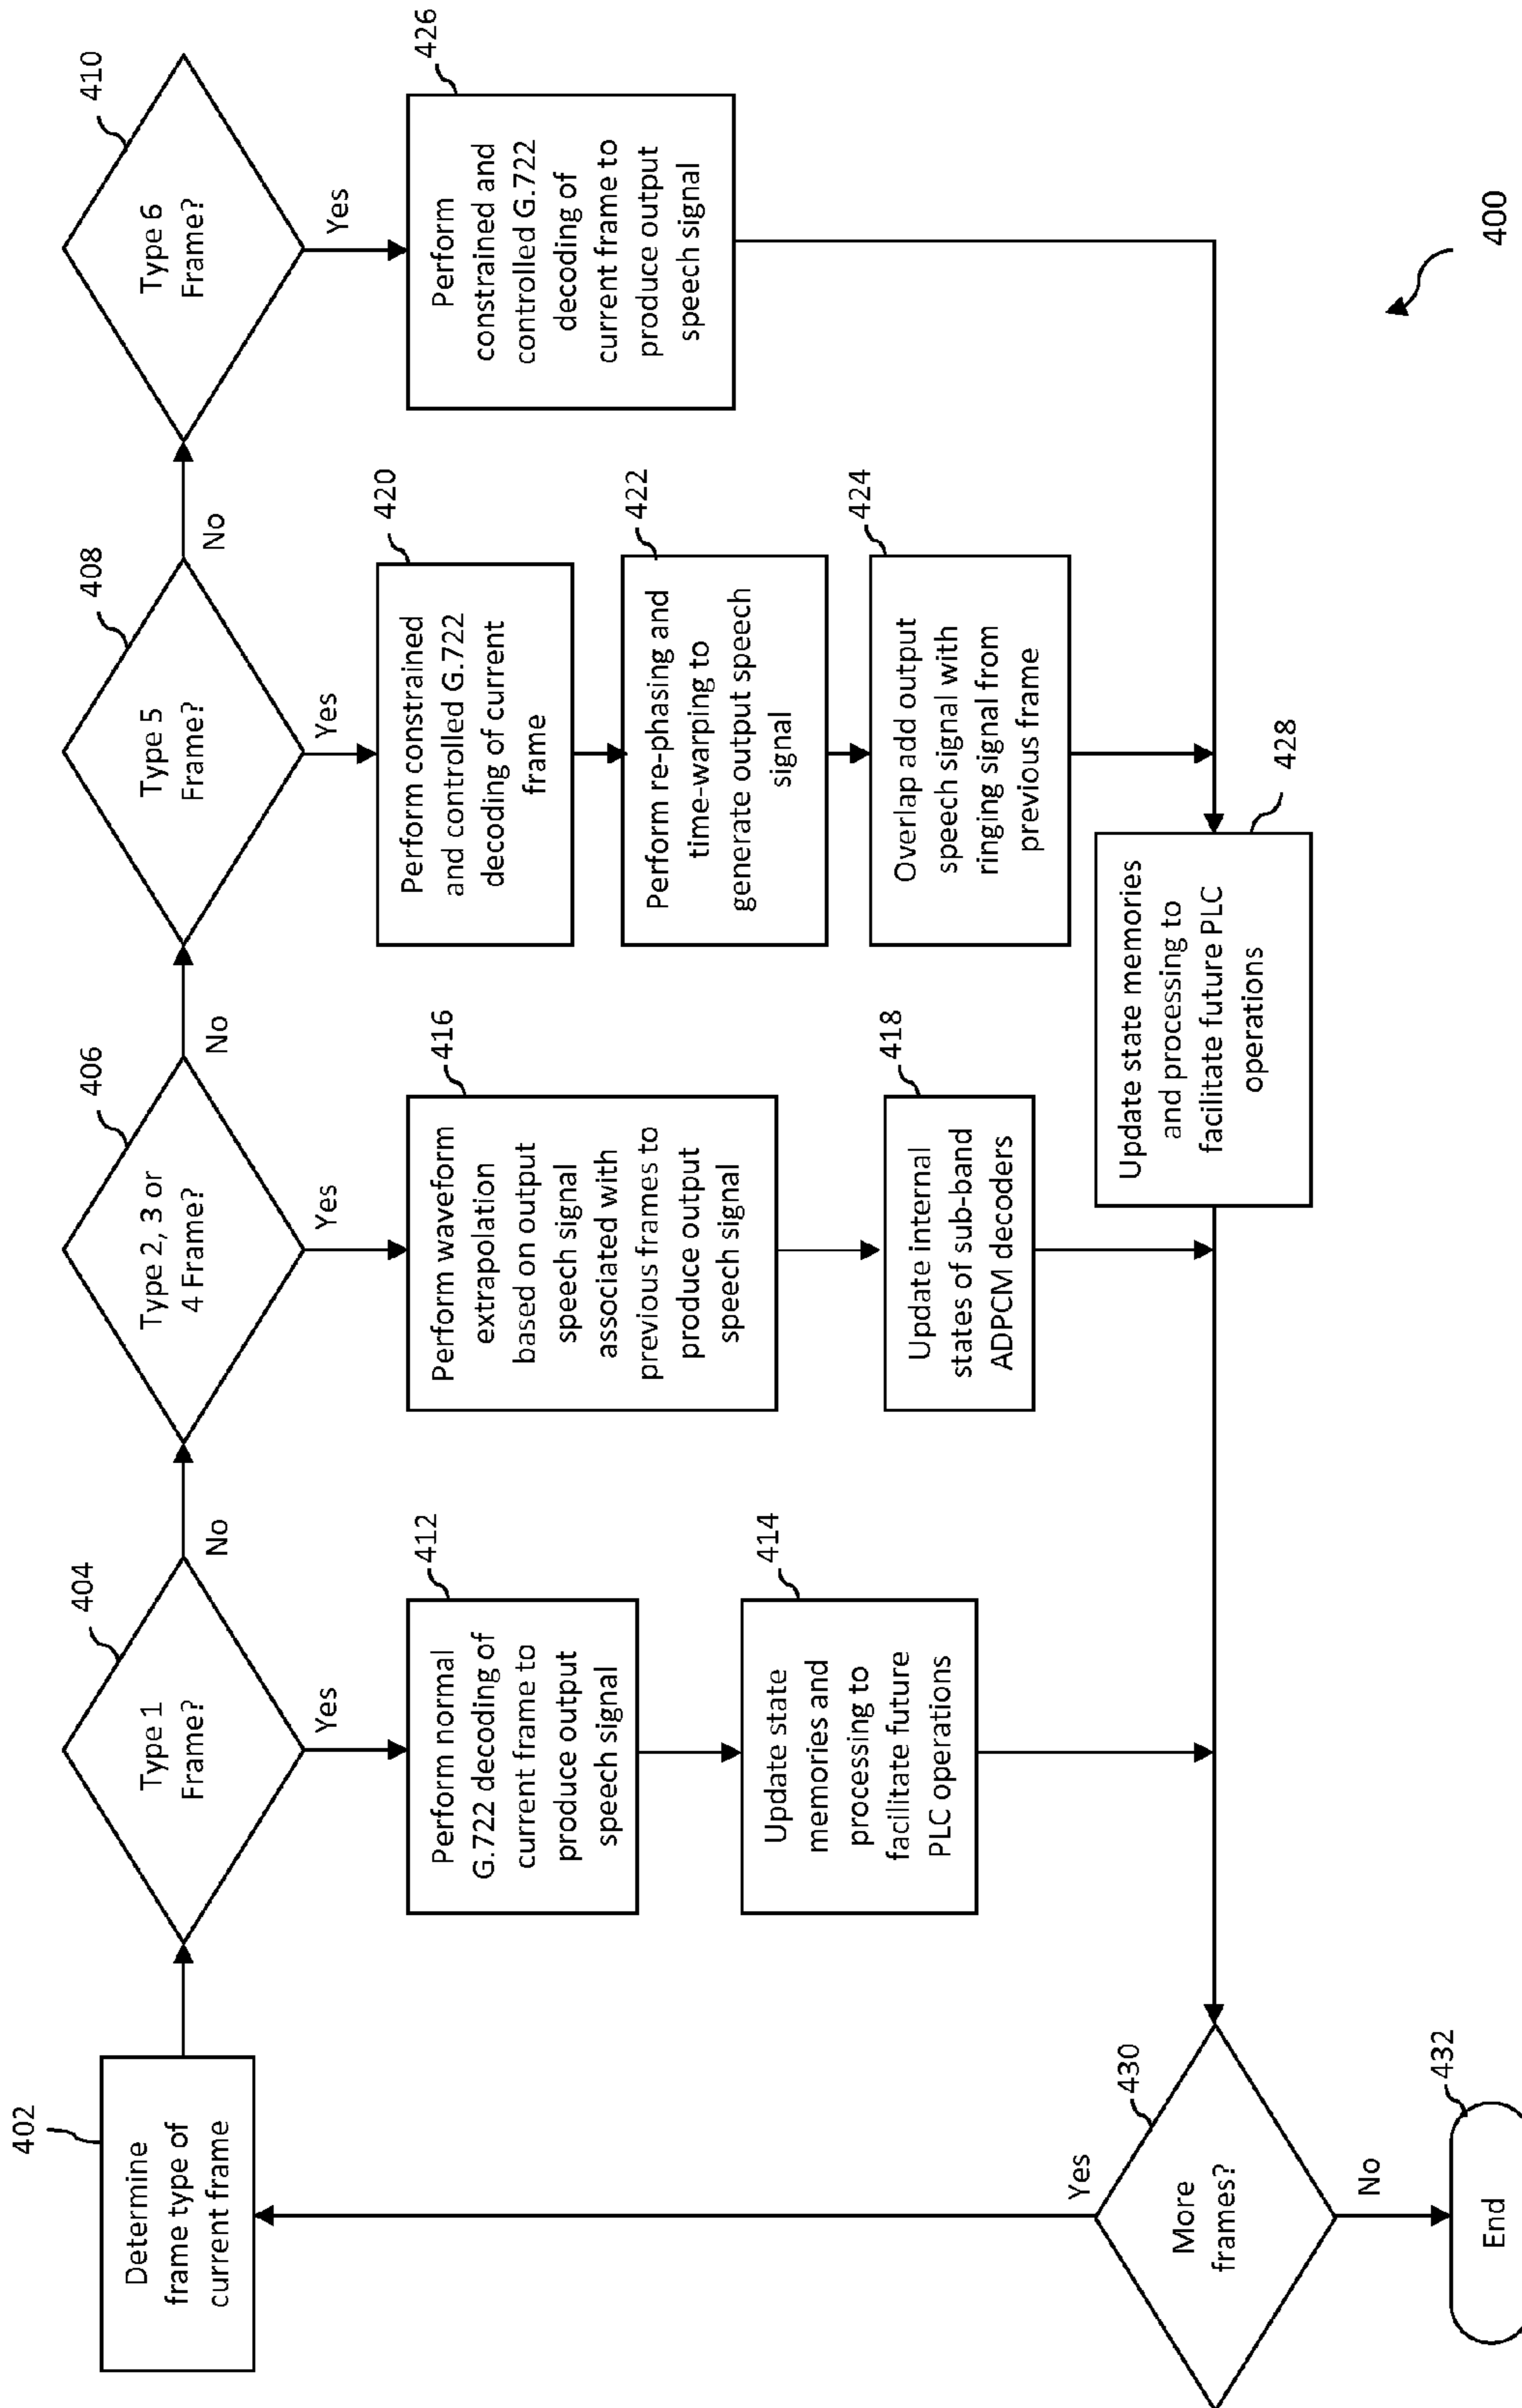 402
Determine
frame type of
current frame
404
Type 1
Frame?
No
Yes
406
Type 2, 3 or
4 Frame?
No
Yes
408
Type 5
Frame?
No
Yes
410
Type 6
Frame?
Yes
412
Perform normal
G.722 decoding of
current frame to
produce output
speech signal
414
Update state
memories and
processing to
facilitate future
PLC operations
416
Perform waveform
extrapolation
based on output
speech signal
associated with
previous frames to
produce output
speech signal
418
Update internal
states of sub-band
ADPCM decoders
420
Perform constrained
and controlled G.722
decoding of current
frame
422
Perform re-phasing and
time-warping to
generate output speech
signal
424
Overlap add output
speech signal with
ringing signal from
previous frame
426
Perform
constrained and
controlled G.722
decoding of
current frame to
produce output
speech signal
428
Update state memories
and processing to
facilitate future PLC
operations
430
More
frames?
Yes
No
432
End
400